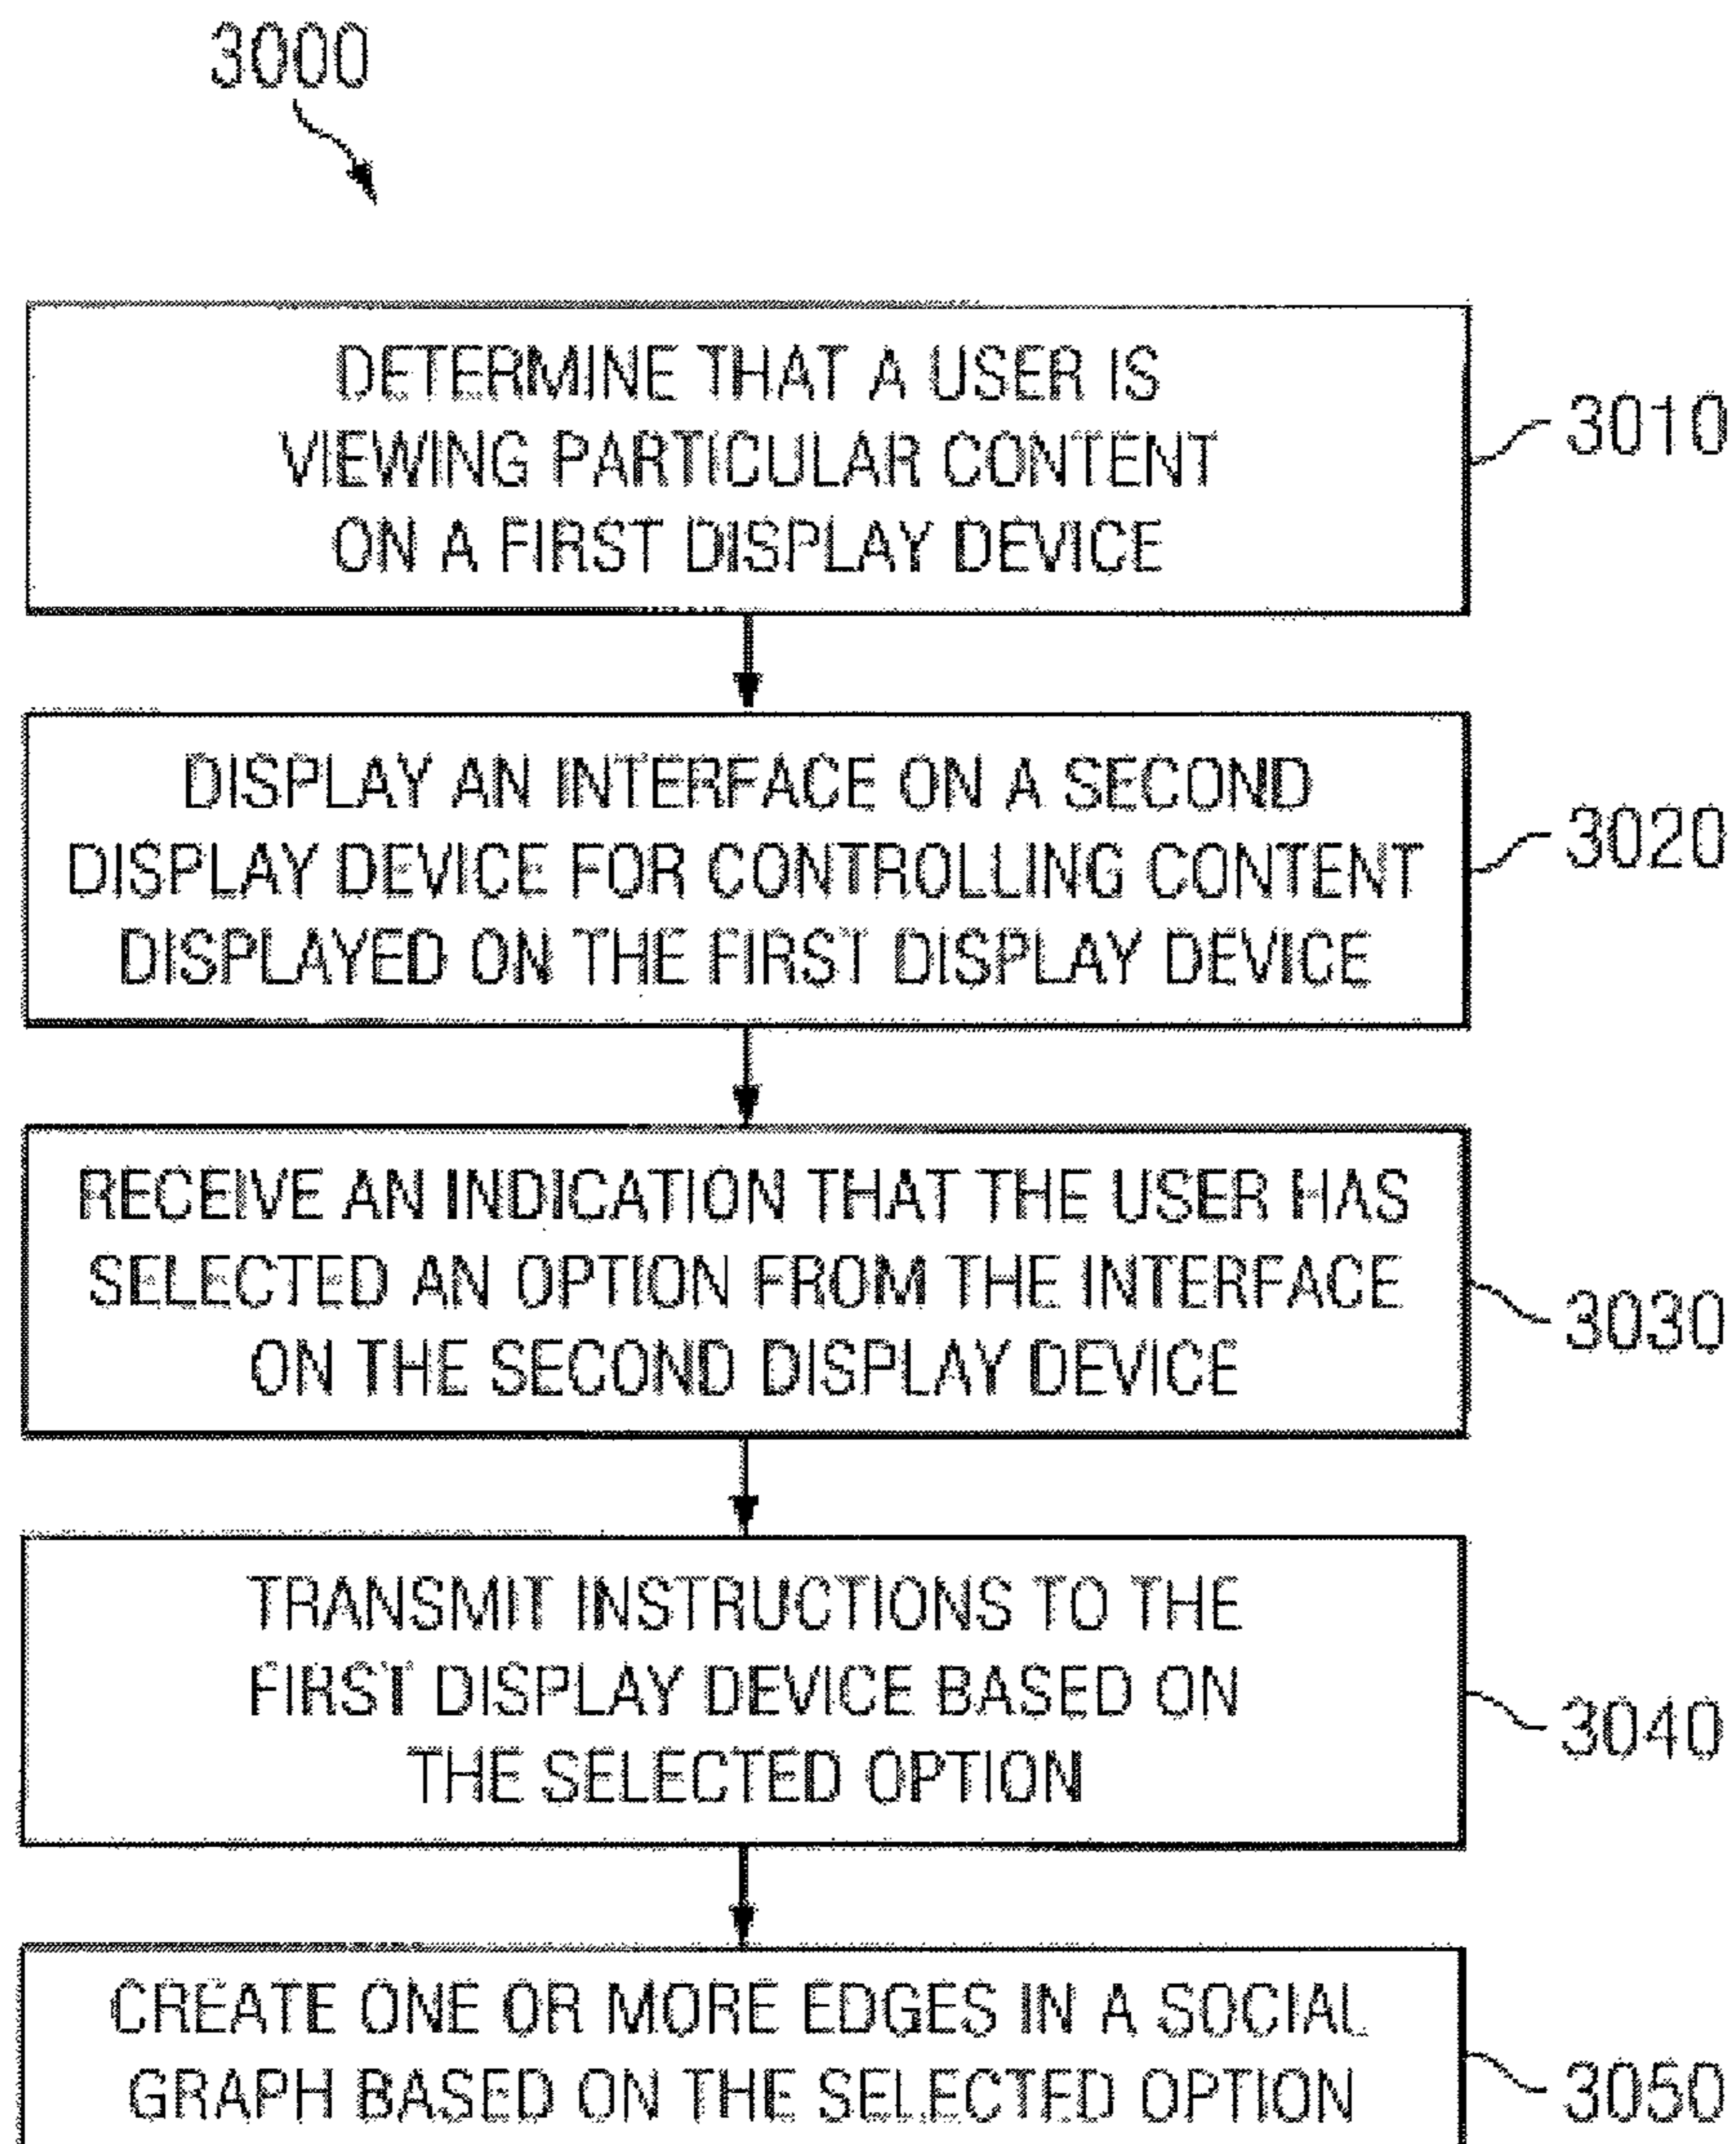 3000
DETERMINE THAT A USER IS
VIEWING PARTICULAR CONTENT
ON A FIRST DISPLAY DEVICE
3010
DISPLAY AN INTERFACE ON A SECOND
DISPLAY DEVICE FOR CONTROLLING CONTENT
DISPLAYED ON THE FIRST DISPLAY DEVICE
3020
RECEIVE AN INDICATION THAT THE USER HAS
SELECTED AN OPTION FROM THE INTERFACE
ON THE SECOND DISPLAY DEVICE
3030
TRANSMIT INSTRUCTIONS TO THE
FIRST DISPLAY DEVICE BASED ON
THE SELECTED OPTION
3040
CREATE ONE OR MORE EDGES IN A SOCIAL
GRAPH BASED ON THE SELECTED OPTION
3050